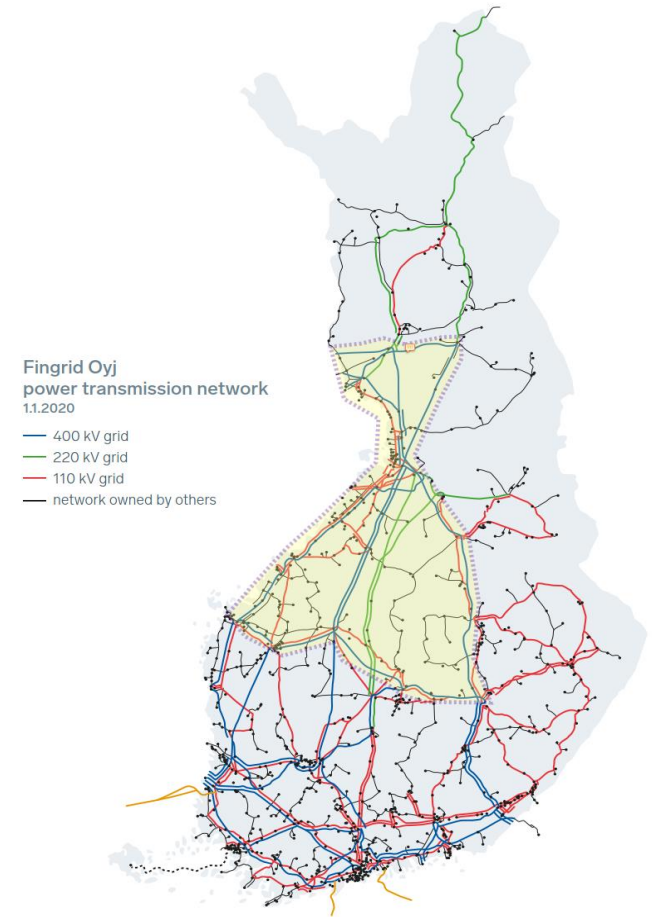 Fingrid Oyj
power transmission network
1.1.2020
400 kV grid
220 kV grid
110 kV grid
network owned by others